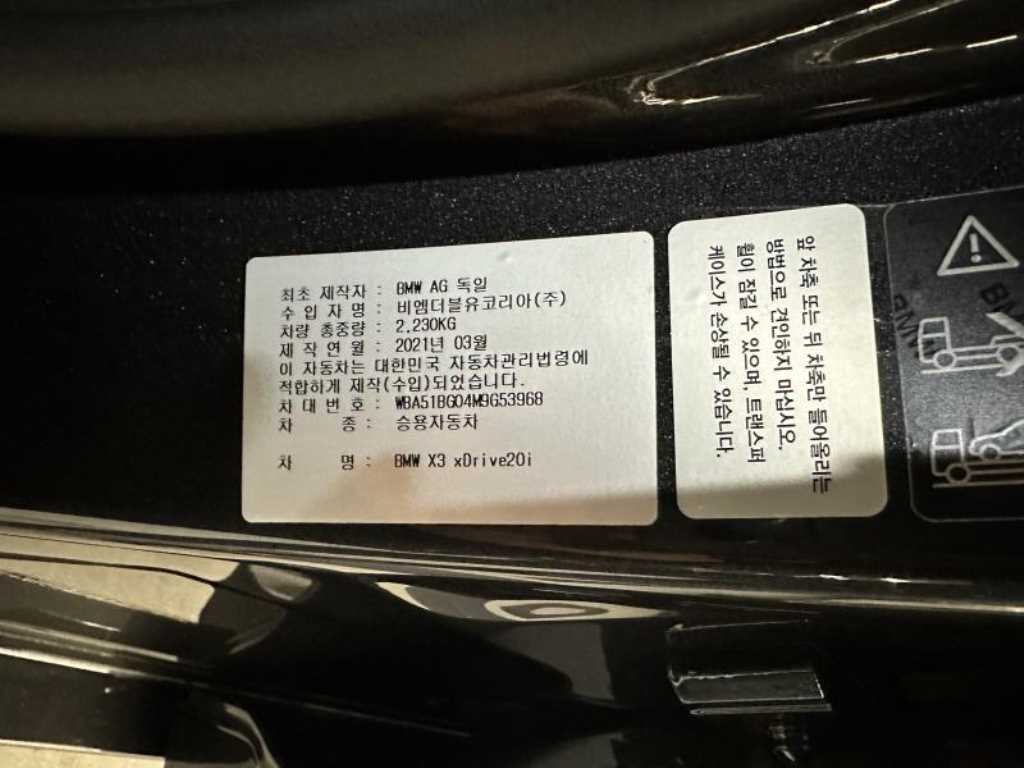 최초 제작자 : BMW AG 독일
수 입 자 명 : 비엠더블유코리아(주)
차량 총중량 : 2,230KG
제 작 연 월 : 2021년 03월
이 자동차는 대한민국 자동차관리법령에
적합하게 제작(수입)되었습니다.
차 대 번 호 : WBA51BG04M9G53968
차 종 : 승용자동차
차 명 : BMW X3 xDrive20i
앞 차축 또는 뒤 차축만 들어올리는
방법으로 견인하지 마십시오.
휠이 잠길 수 있으며, 트랜스퍼
케이스가 손상될 수 있습니다.
BMW